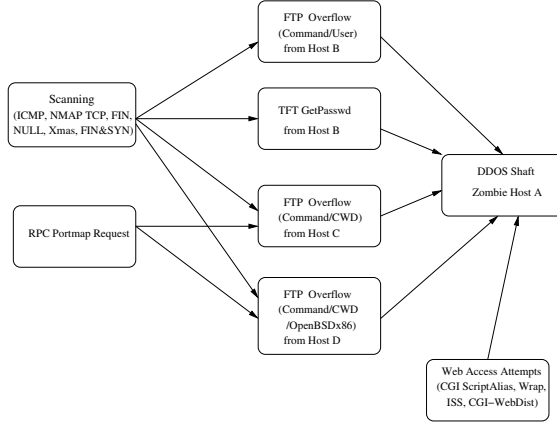 FTP Overflow
(Command/User)
from Host B
Scanning
(ICMP, NMAP TCP, FIN,
NULL, Xmas, FIN&SYN)
TFT GetPasswd
from Host B
DDOS Shaft
Zombie Host A
FTP Overflow
(Command/CWD)
from Host C
RPC Portmap Request
FTP Overflow
(Command/CWD
/OpenBSDx86)
from Host D
Web Access Attempts
(CGI ScriptAlias, Wrap,
ISS, CGI−WebDist)